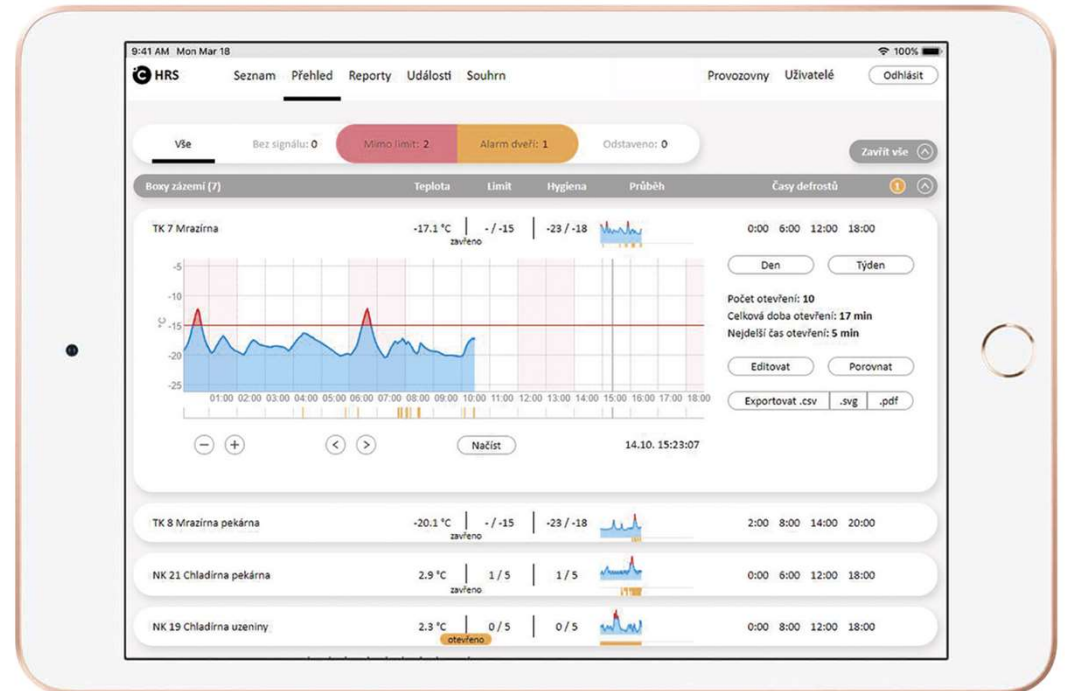 9:41 AM Mon Mar 18 100%
C HRS Seznam Přehled Reporty Události Souhrn Provozovny Uživatelé Odhlásit
Vše Bez signálu: 0 Mimo limit: 2 Alarm dveří: 1 Odstaveno: 0
Zavřít vše
Boxy zázemí (7) Teplota Limit Hygiena Průběh Časy defrostů 1
TK 7 Mrazírna -17.1 °C - / -15 -23 / -18 0:00 6:00 12:00 18:00
zavřeno
Den Týden
-5
-10
°C
-15
-20
-25
Počet otevření: 10
Celková doba otevření: 17 min
Nejdelší čas otevření: 5 min
Editovat Porovnat
01:00 02:00 03:00 04:00 05:00 06:00 07:00 08:00 09:00 10:00 11:00 12:00 13:00 14:00 15:00 16:00 17:00 18:00
Exportovat .csv .svg .pdf
− + < > Načíst 14.10. 15:23:07
TK 8 Mrazírna pekárna -20.1 °C - / -15 -23 / -18 2:00 8:00 14:00 20:00
zavřeno
NK 21 Chladírna pekárna 2.9 °C 1 / 5 1 / 5 0:00 6:00 12:00 18:00
zavřeno
NK 19 Chladírna uzeniny 2.3 °C 0 / 5 0 / 5 0:00 8:00 12:00 18:00
otevřeno